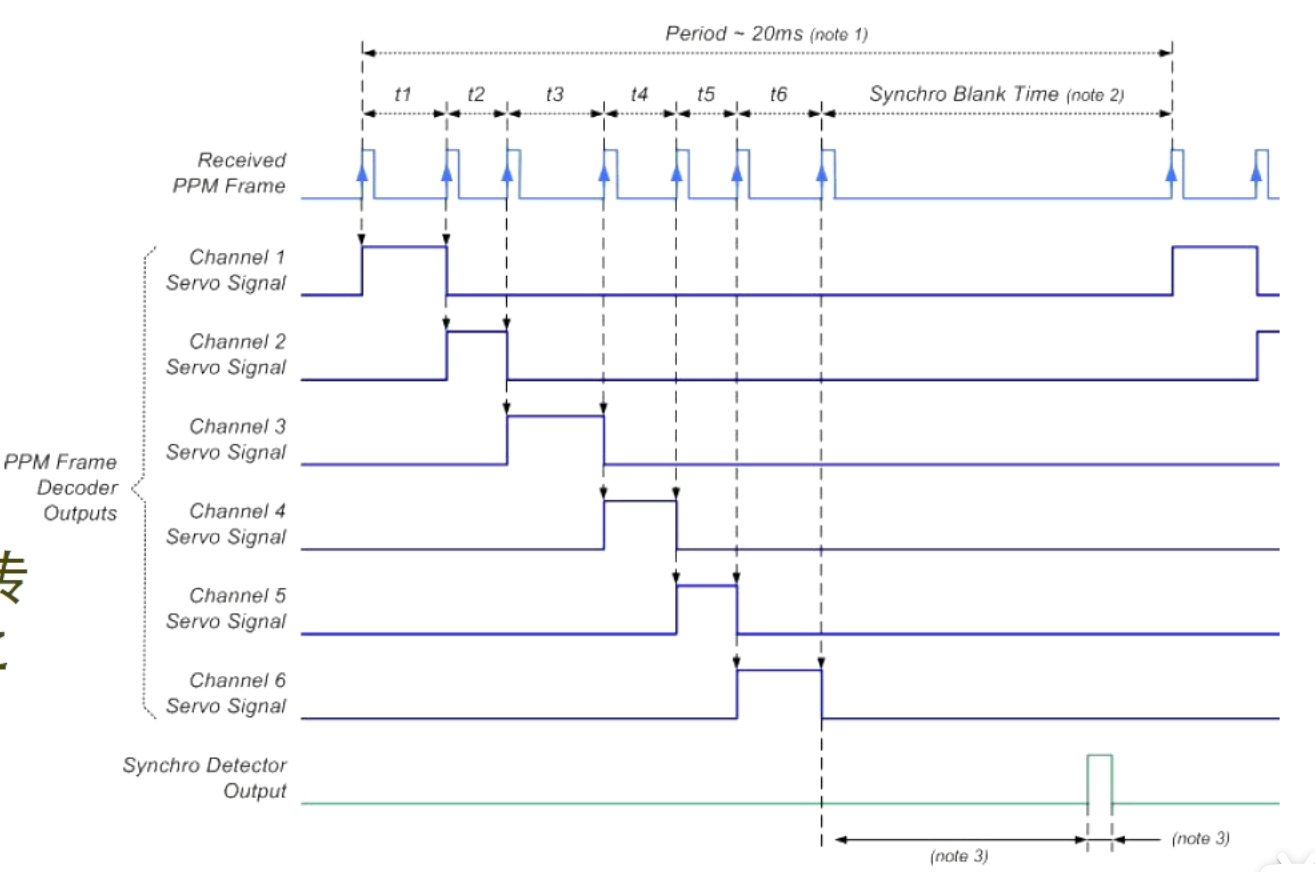 Period ~ 20ms (note 1)
t1 t2 t3 t4 t5 t6 Synchro Blank Time (note 2)
Received
PPM Frame
Channel 1
Servo Signal
Channel 2
Servo Signal
Channel 3
Servo Signal
PPM Frame
Decoder
Outputs
Channel 4
Servo Signal
传
Channel 5
Servo Signal
Channel 6
Servo Signal
Synchro Detector
Output
(note 3)
(note 3)